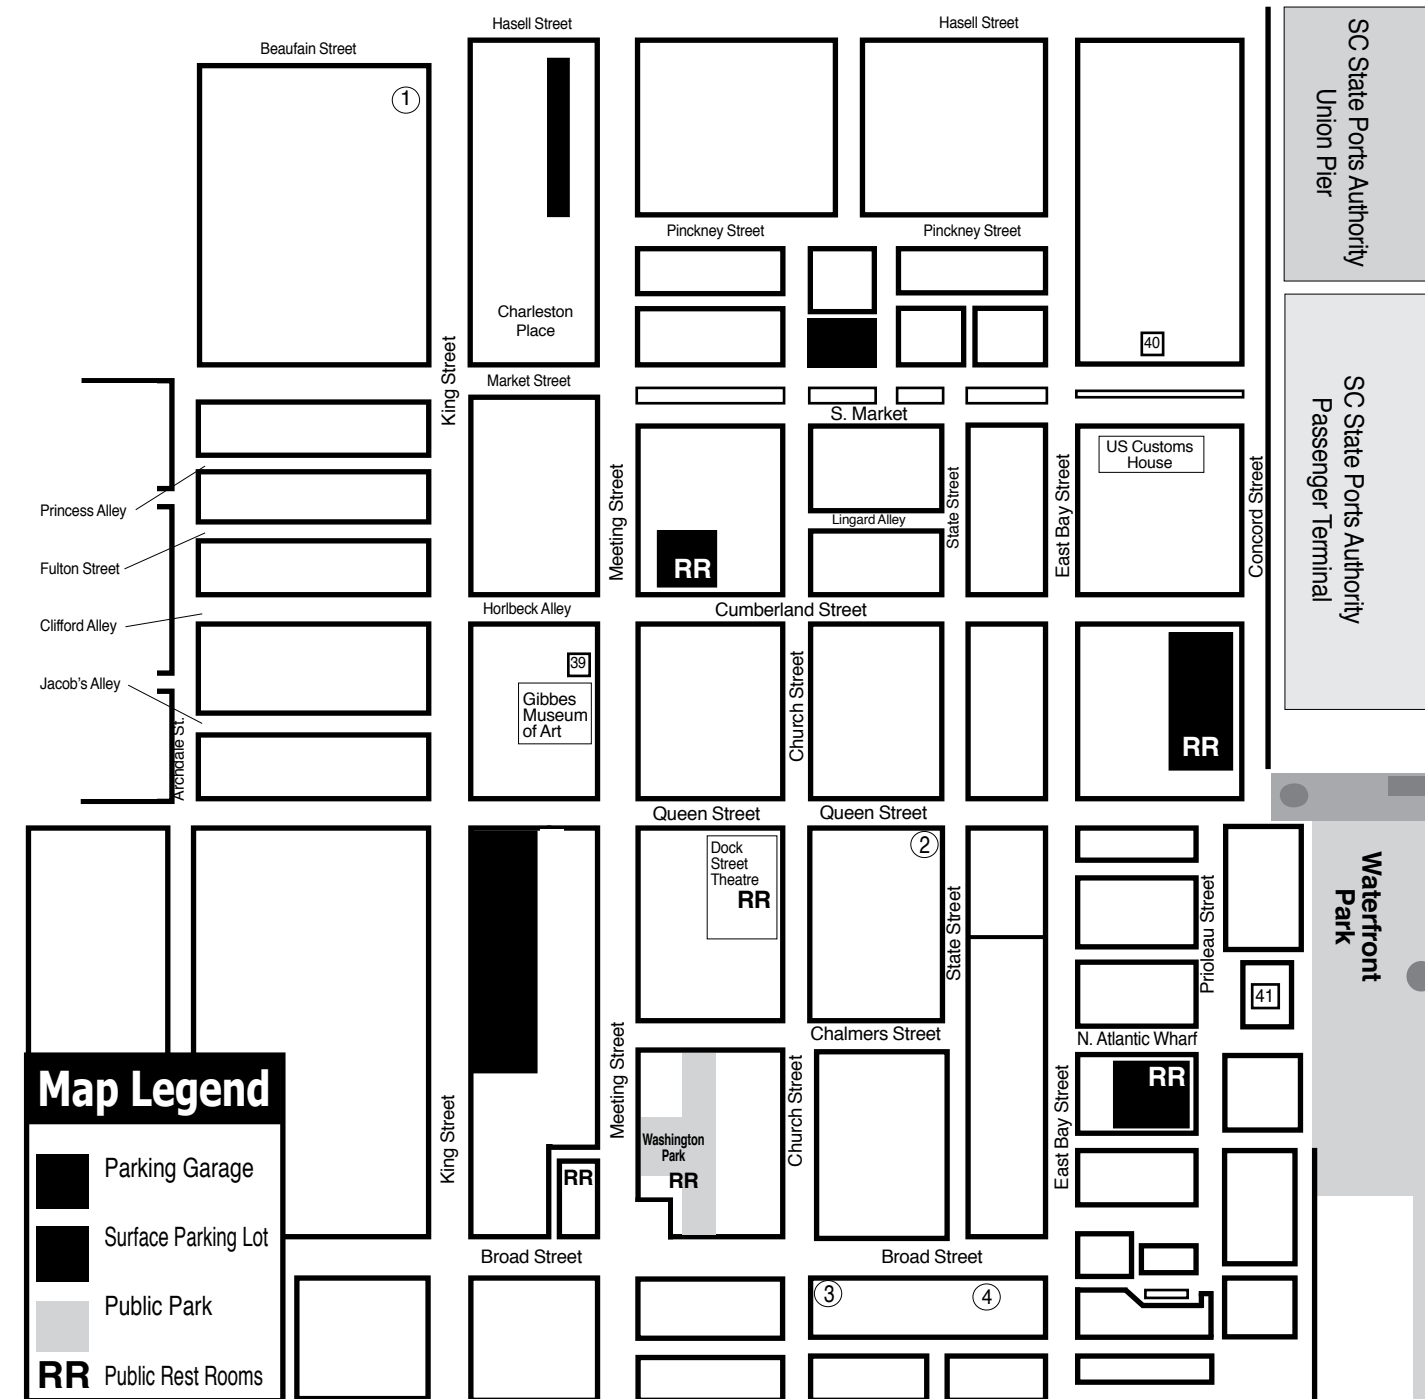 Hasell Street
Hasell Street
Beaufain Street
1
SC State Ports Authority
Union Pier
Pinckney Street
Pinckney Street
Charleston
Place
40
King Street
Market Street
S. Market
SC State Ports Authority
Passenger Terminal
US Customs
House
Meeting Street
State Street
East Bay Street
Concord Street
Princess Alley
Lingard Alley
RR
Fulton Street
Horlbeck Alley
Cumberland Street
Clifford Alley
39
Church Street
Jacob's Alley
Gibbes
Museum
of Art
Archdale St.
RR
Queen Street
Queen Street
2
Dock
Street
Theatre
RR
Waterfront
Park
State Street
Prioleau Street
41
Chalmers Street
N. Atlantic Wharf
Meeting Street
Church Street
East Bay Street
RR
King Street
Washington
Park
RR
RR
Broad Street
Broad Street
3
4
Map Legend
Parking Garage
Surface Parking Lot
Public Park
RR Public Rest Rooms